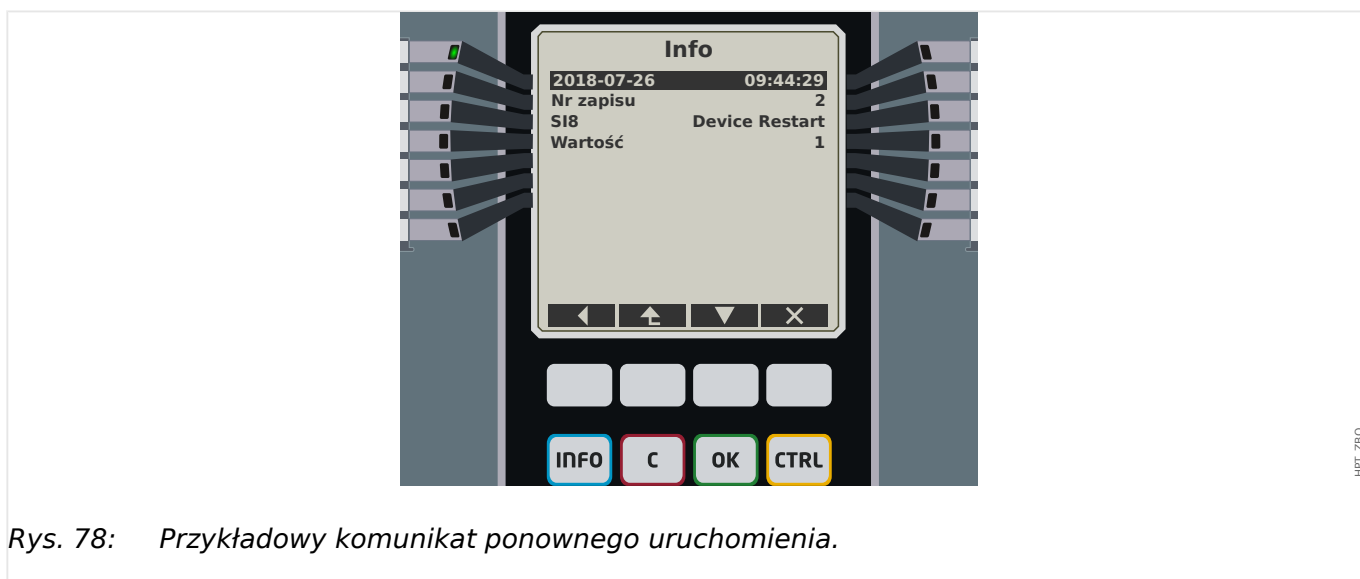 Info
2018-07-26 09:44:29
Nr zapisu 2
SI8 Device Restart
Wartość 1
INFO C OK CTRL
HPT_ZBO
Rys. 78: Przykładowy komunikat ponownego uruchomienia.